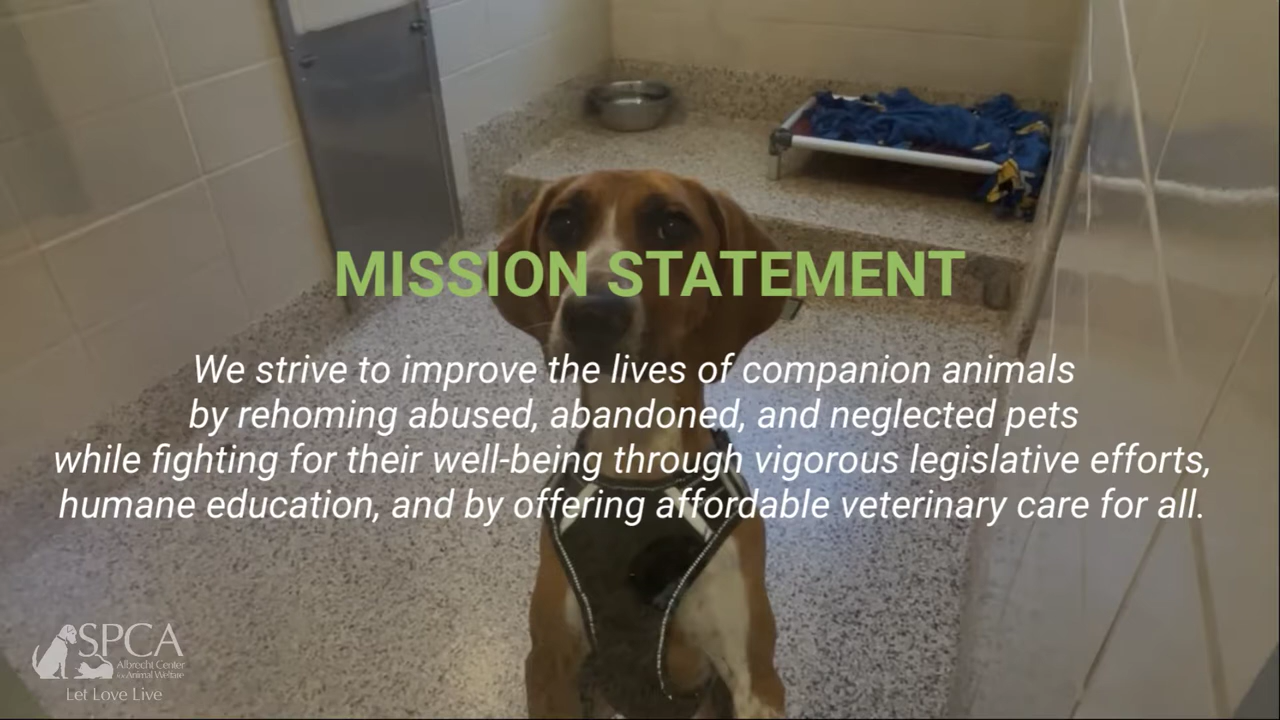 MISSION STATEMENT
We strive to improve the lives of companion animals
by rehoming abused, abandoned, and neglected pets
while fighting for their well-being through vigorous legislative efforts,
humane education, and by offering affordable veterinary care for all.
SPCA
Albrecht Center
for Animal Welfare
Let Love Live